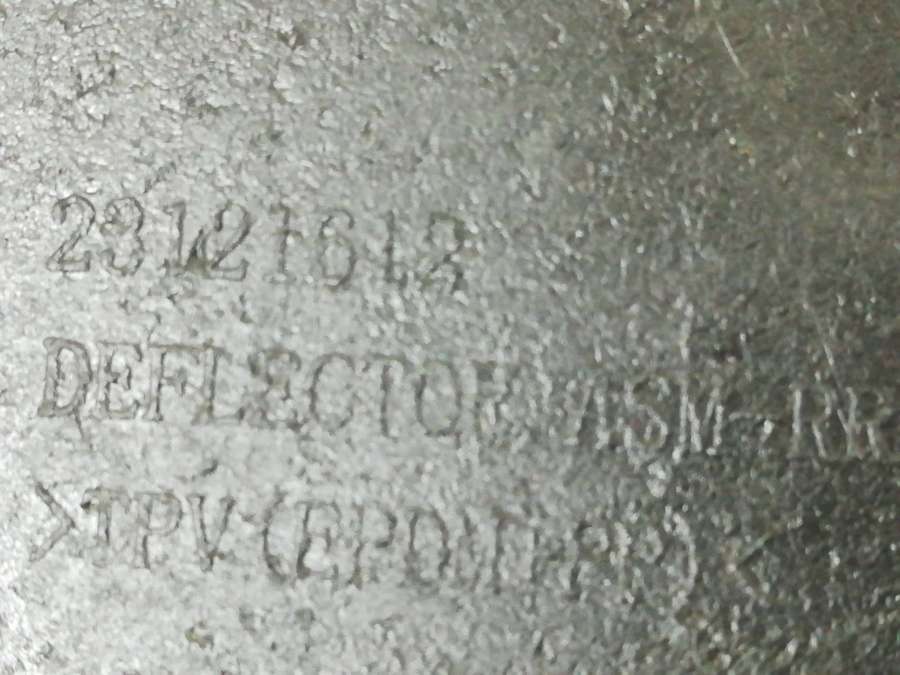 23121612
DEFLECTOR ASM-RR
>TPV(EPDM+PP)<